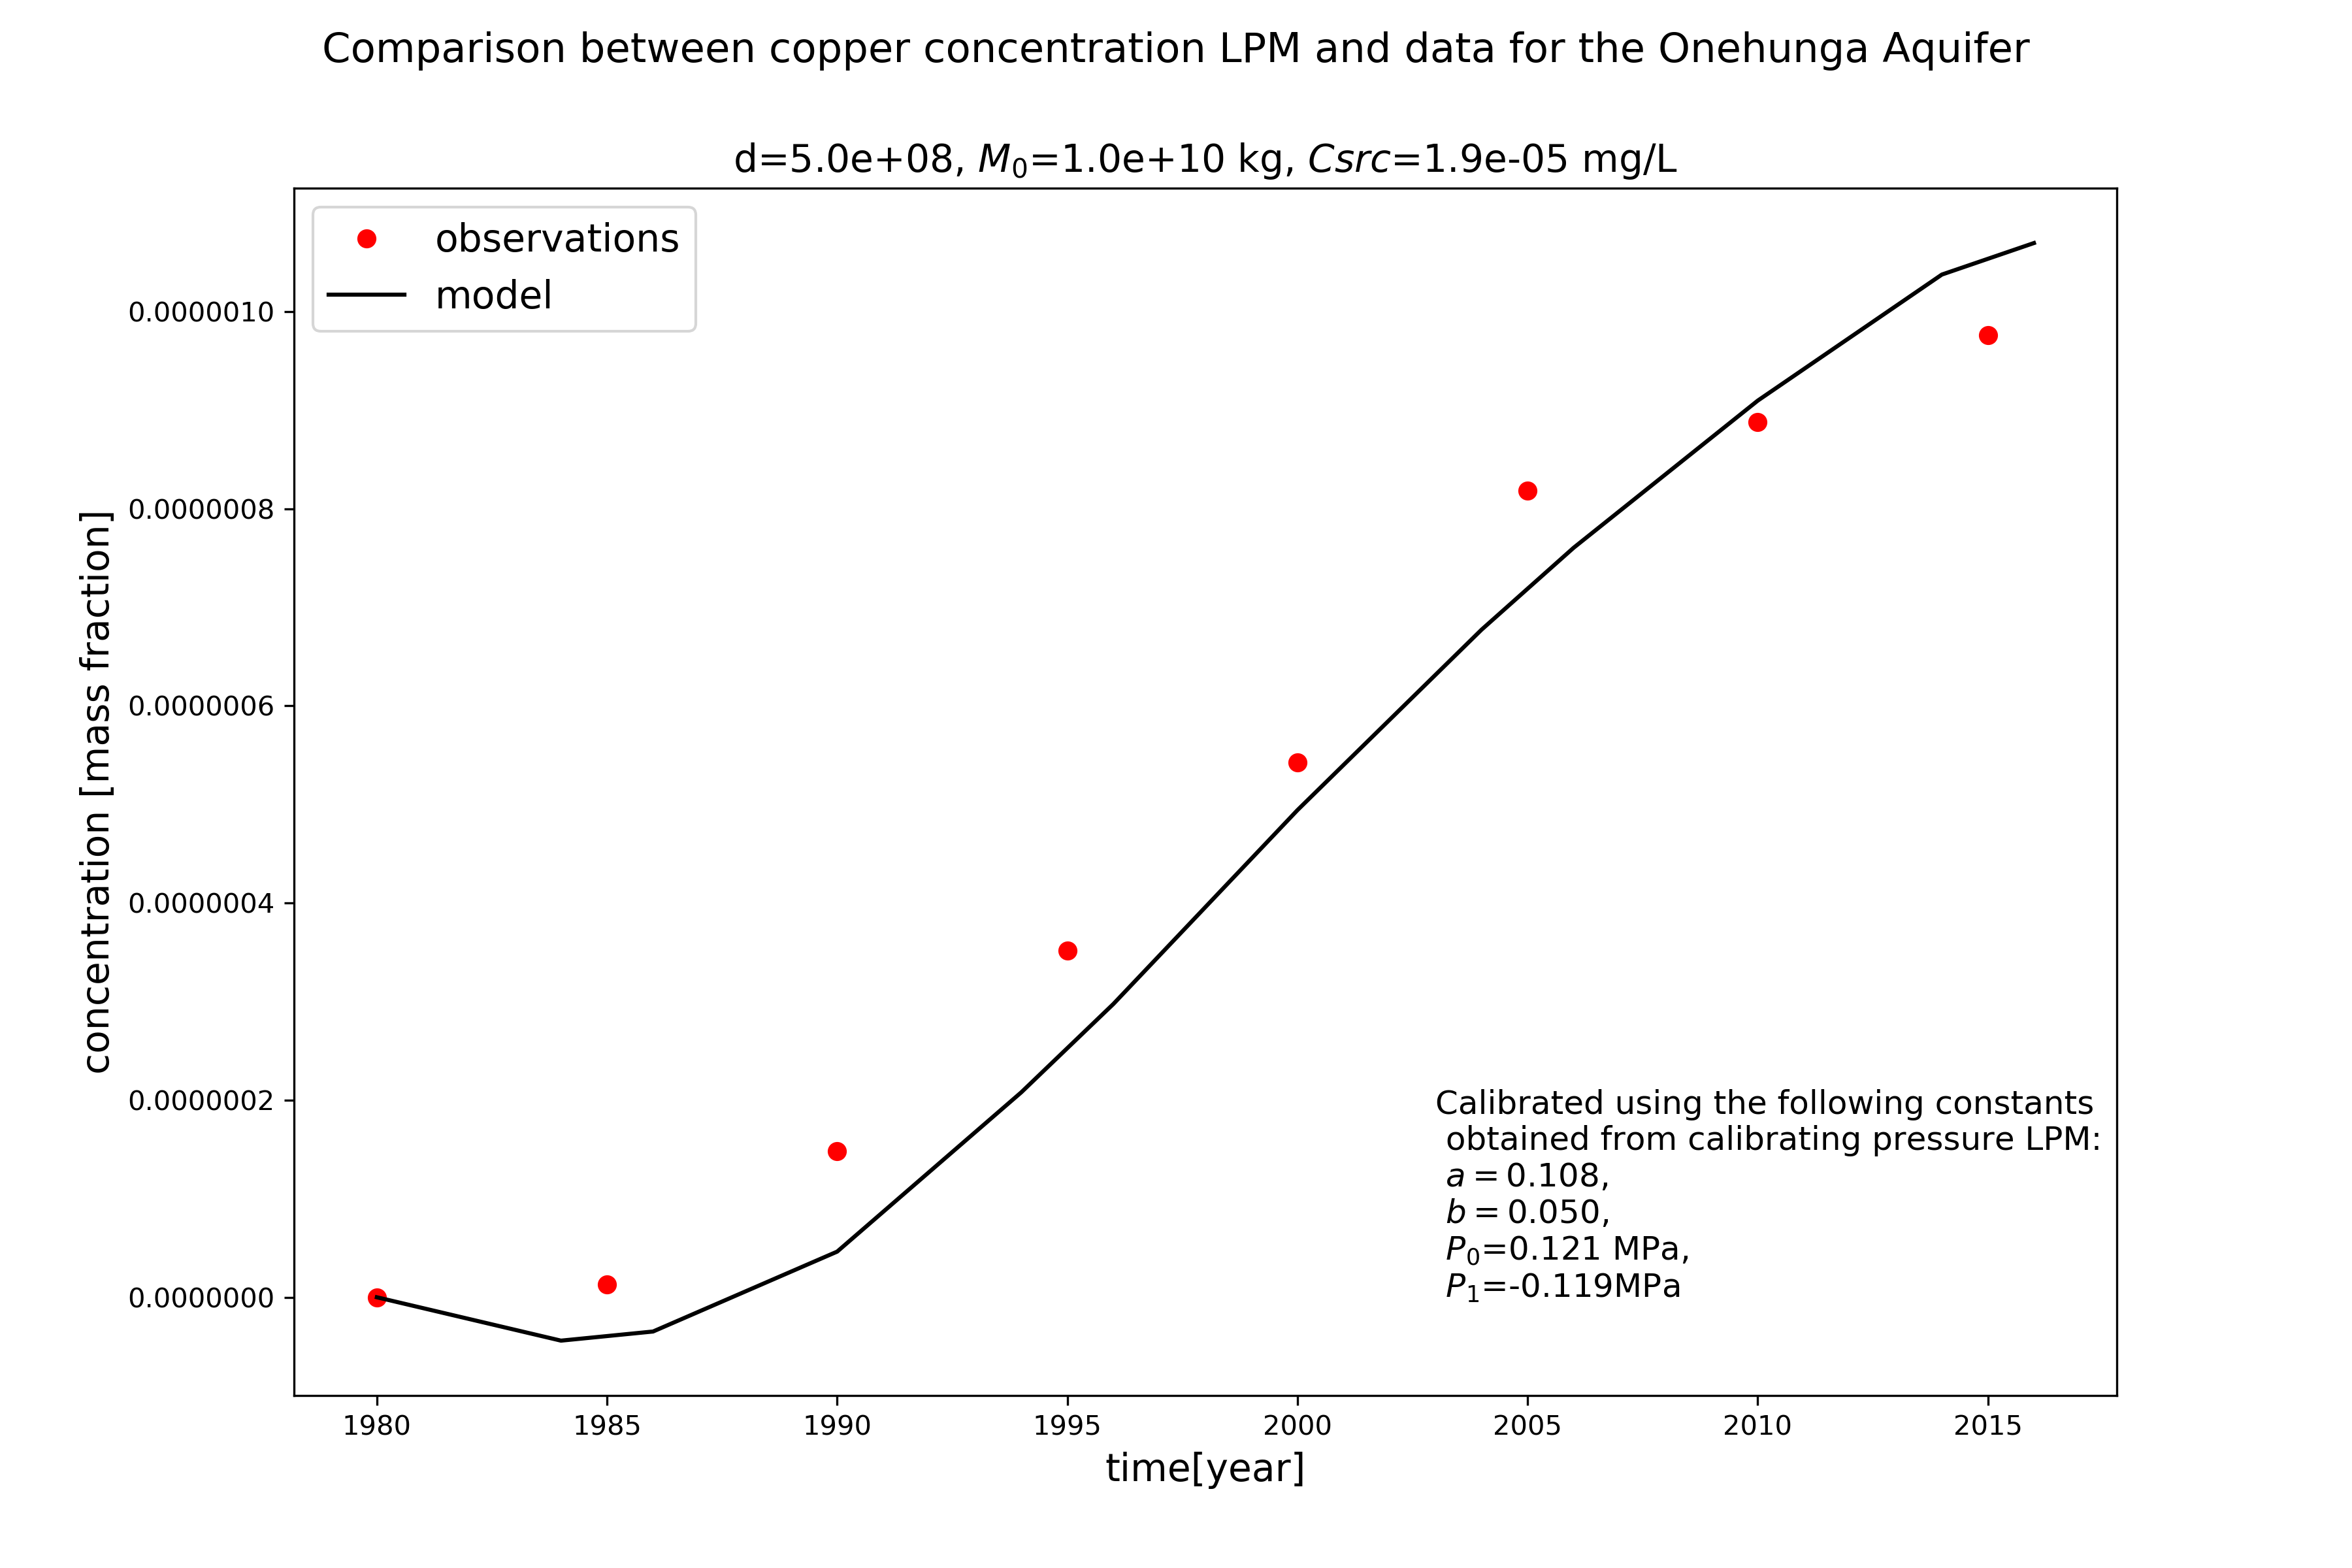 Comparison between copper concentration LPM and data for the Onehunga Aquifer
d=5.0e+08, M₀=1.0e+10 kg, Csrc=1.9e-05 mg/L
observations
model
concentration [mass fraction]
0.0000010
0.0000008
0.0000006
0.0000004
0.0000002
0.0000000
Calibrated using the following constants
obtained from calibrating pressure LPM:
a = 0.108,
b = 0.050,
P₀=0.121 MPa,
P₁=-0.119MPa
1980 1985 1990 1995 2000 2005 2010 2015
time[year]